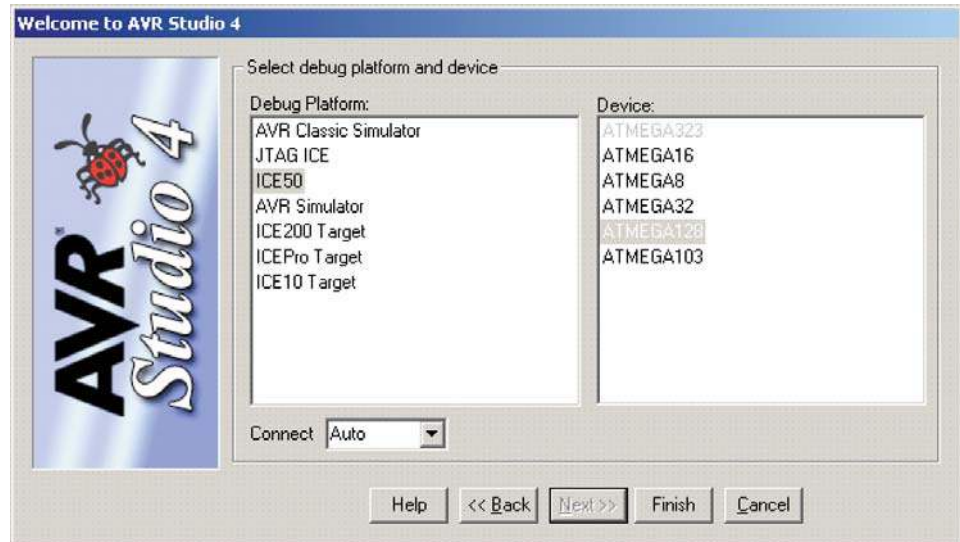 Welcome to AVR Studio 4
AVR® Studio 4
Select debug platform and device
Debug Platform:
AVR Classic Simulator
JTAG ICE
ICE50
AVR Simulator
ICE200 Target
ICEPro Target
ICE10 Target
Device:
ATMEGA323
ATMEGA16
ATMEGA8
ATMEGA32
ATMEGA128
ATMEGA103
Connect Auto
Help << Back Next >> Finish Cancel